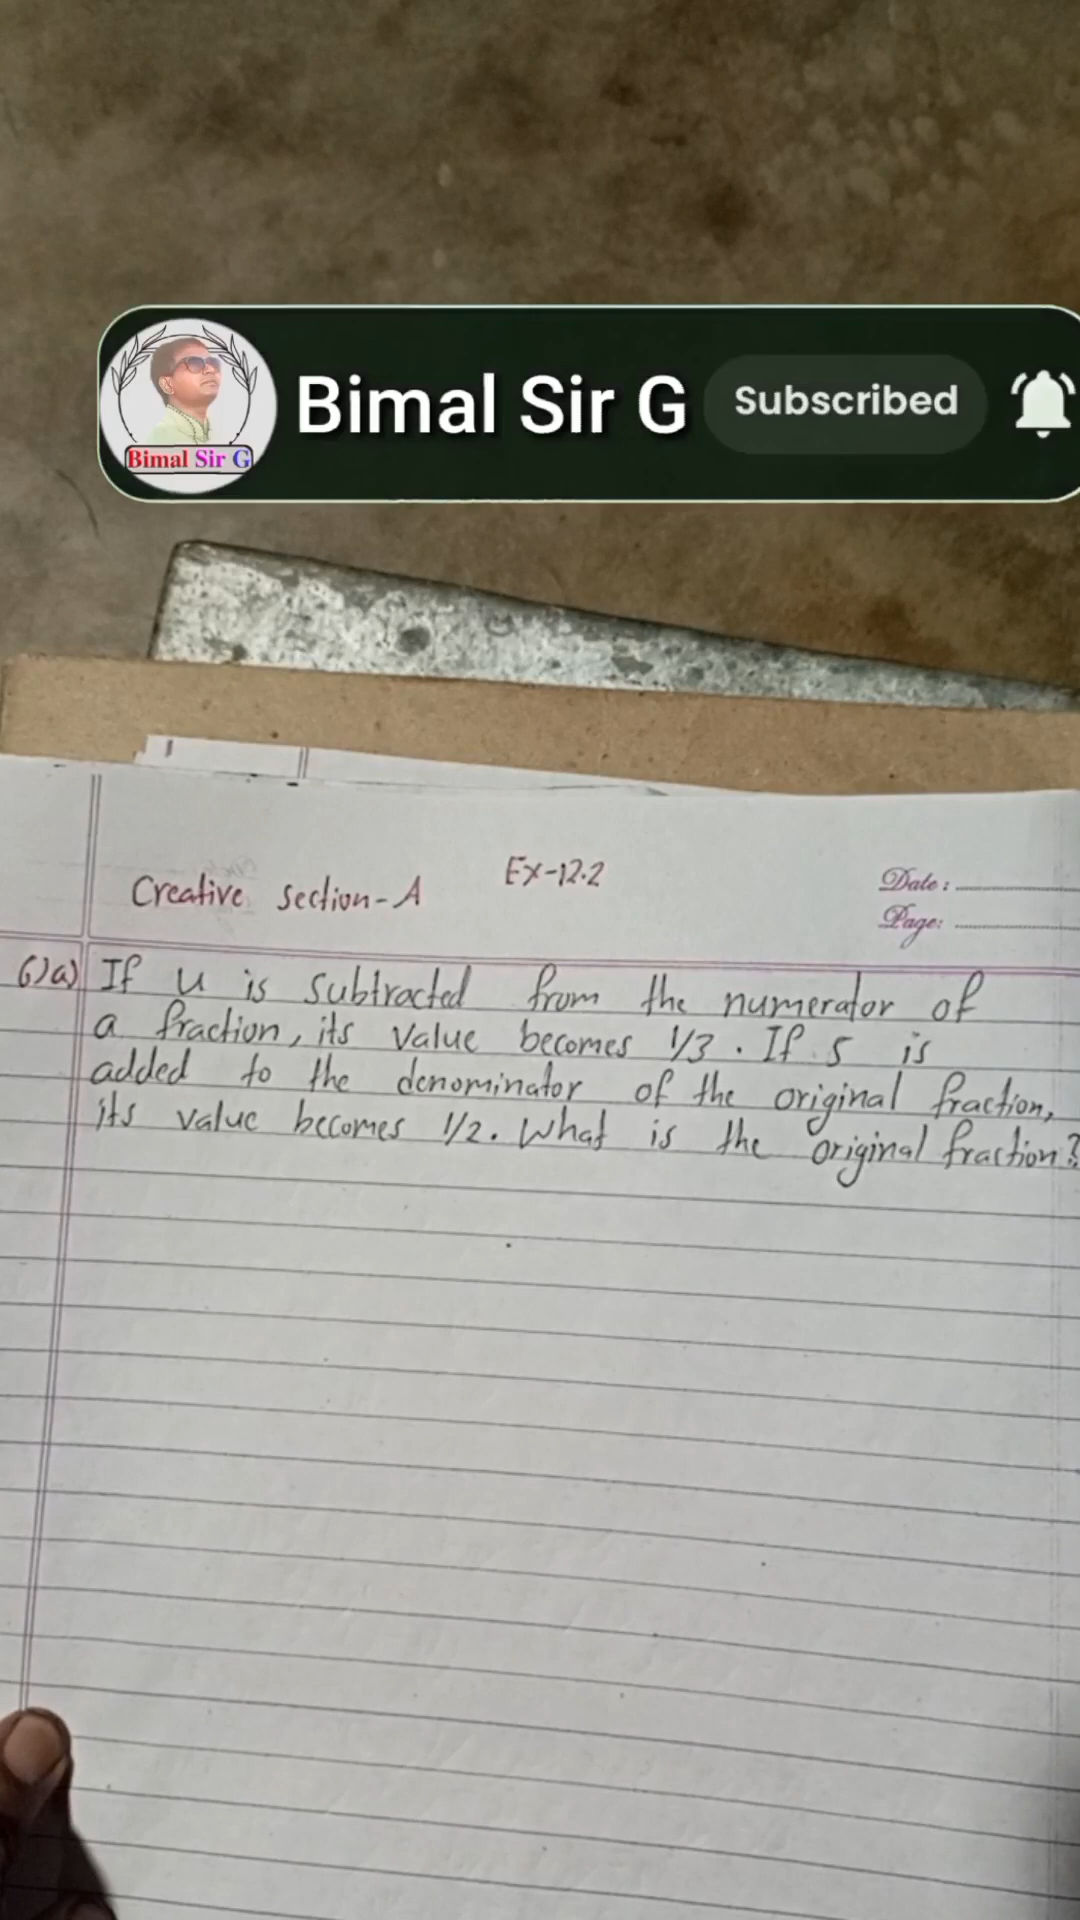 Bimal Sir G Subscribed
Bimal Sir G
Ex-12.2
Creative section-A
Date:
Page:
6)a) If 4 is subtracted from the numerator of
a fraction, its value becomes 1/3. If 5 is
added to the denominator of the original fraction,
its value becomes 1/2. What is the original fraction?